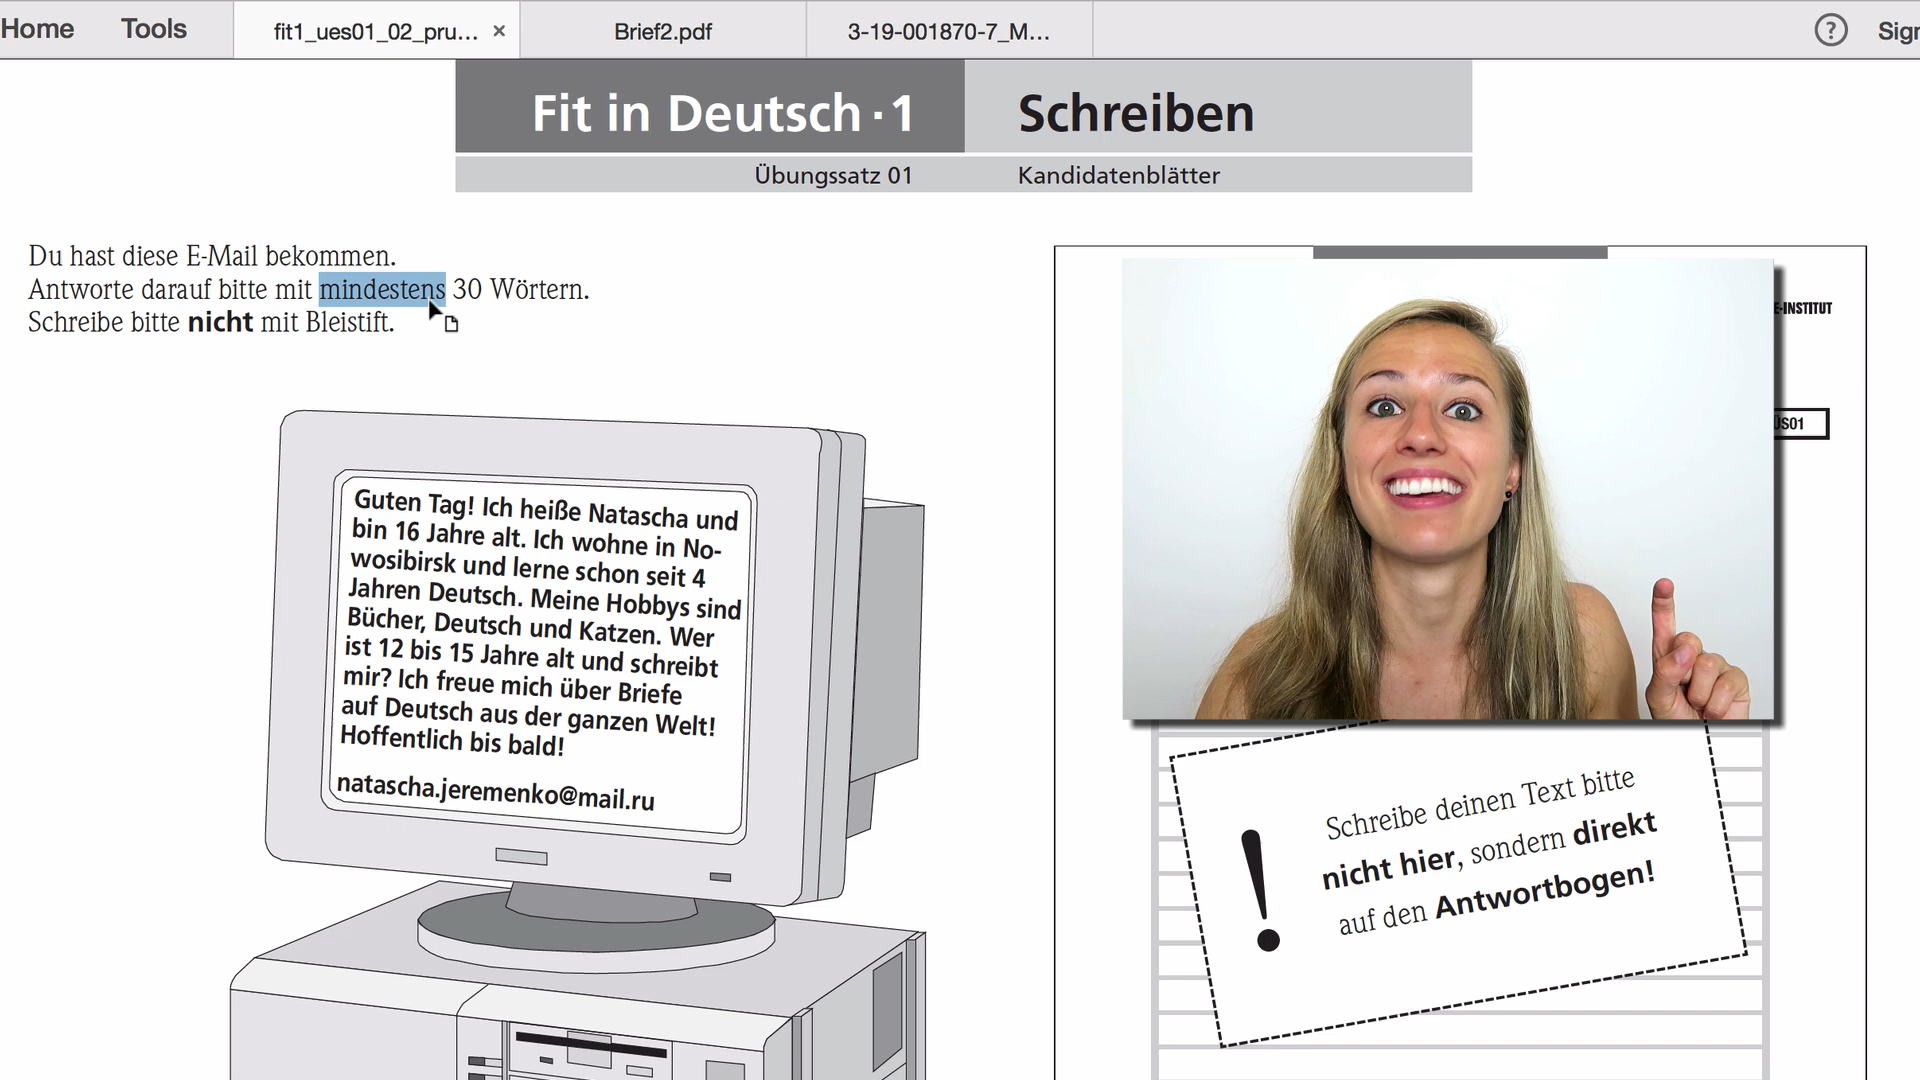 Home
Tools
fit1_ues01_02_pru... ×
Brief2.pdf
3-19-001870-7_M...
?
Sign
Fit in Deutsch · 1
Schreiben
Übungssatz 01
Kandidatenblätter
Du hast diese E-Mail bekommen.
Antworte darauf bitte mit mindestens 30 Wörtern.
Schreibe bitte nicht mit Bleistift.
Guten Tag! Ich heiße Natascha und
bin 16 Jahre alt. Ich wohne in No-
wosibirsk und lerne schon seit 4
Jahren Deutsch. Meine Hobbys sind
Bücher, Deutsch und Katzen. Wer
ist 12 bis 15 Jahre alt und schreibt
mir? Ich freue mich über Briefe
auf Deutsch aus der ganzen Welt!
Hoffentlich bis bald!
natascha.jeremenko@mail.ru
E-INSTITUT
ÜS01
! Schreibe deinen Text bitte
nicht hier, sondern direkt
auf den Antwortbogen!